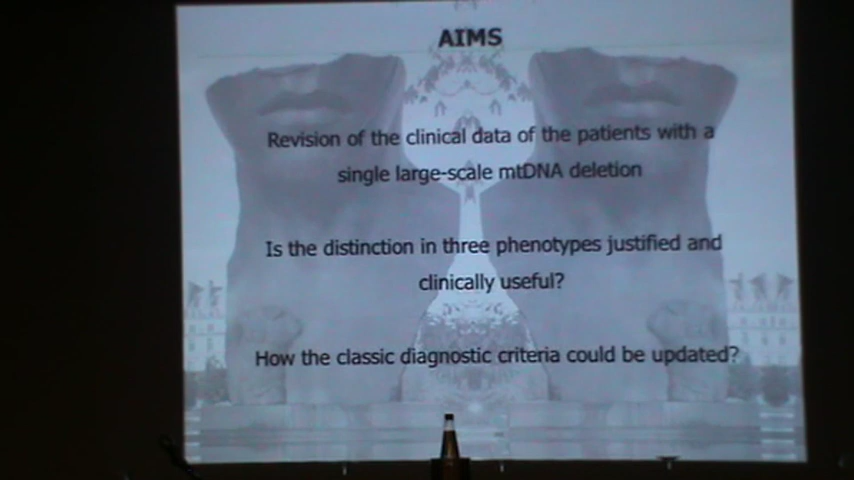 AIMS
Revision of the clinical data of the patients with a
single large-scale mtDNA deletion
Is the distinction in three phenotypes justified and
clinically useful?
How the classic diagnostic criteria could be updated?